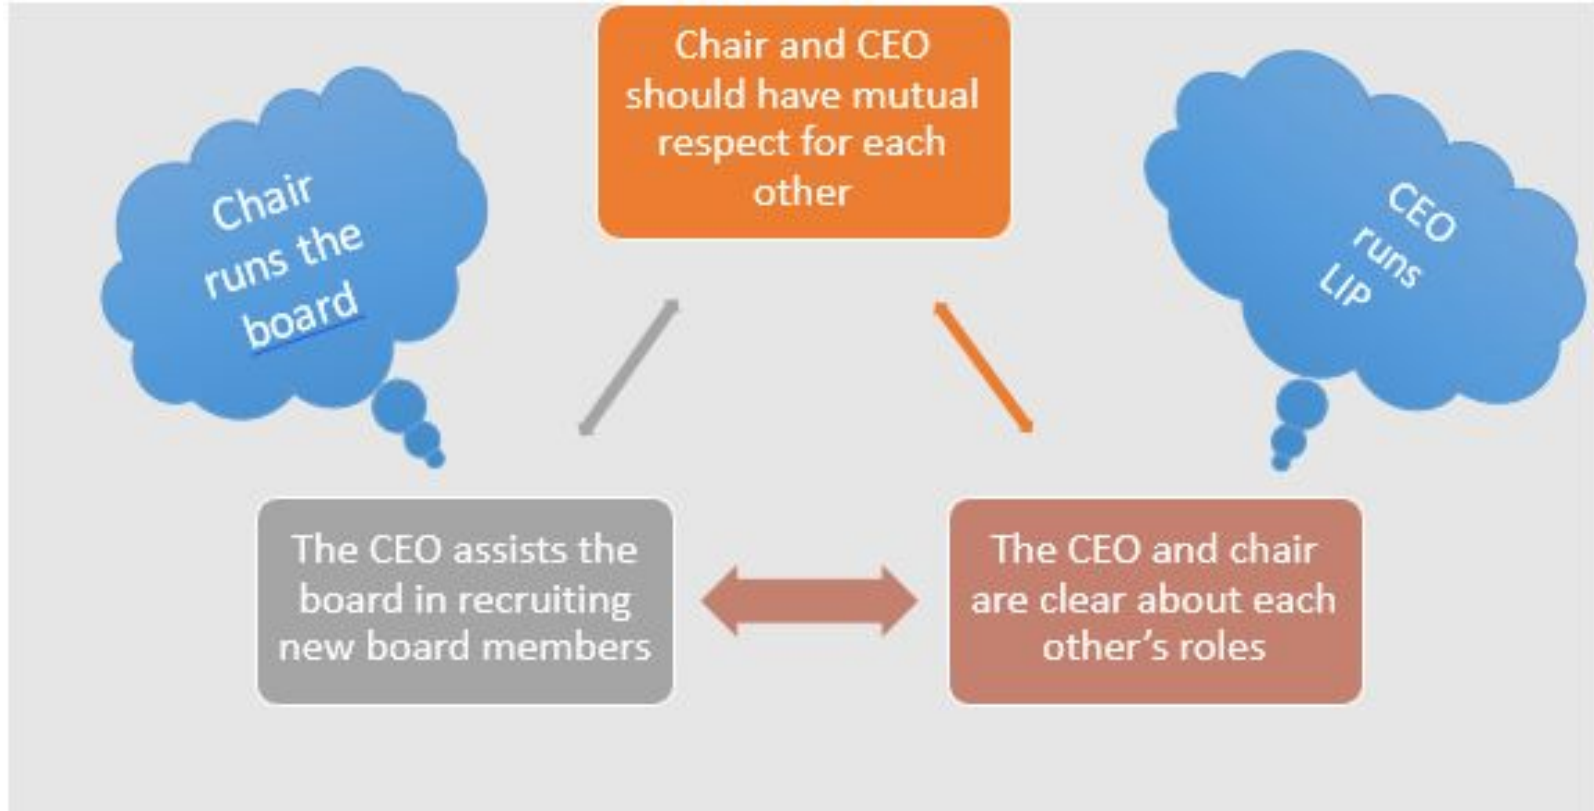 Chair and CEO
should have mutual
respect for each
other
Chair
runs the
board
CEO
runs
LIP
The CEO assists the
board in recruiting
new board members
The CEO and chair
are clear about each
other's roles